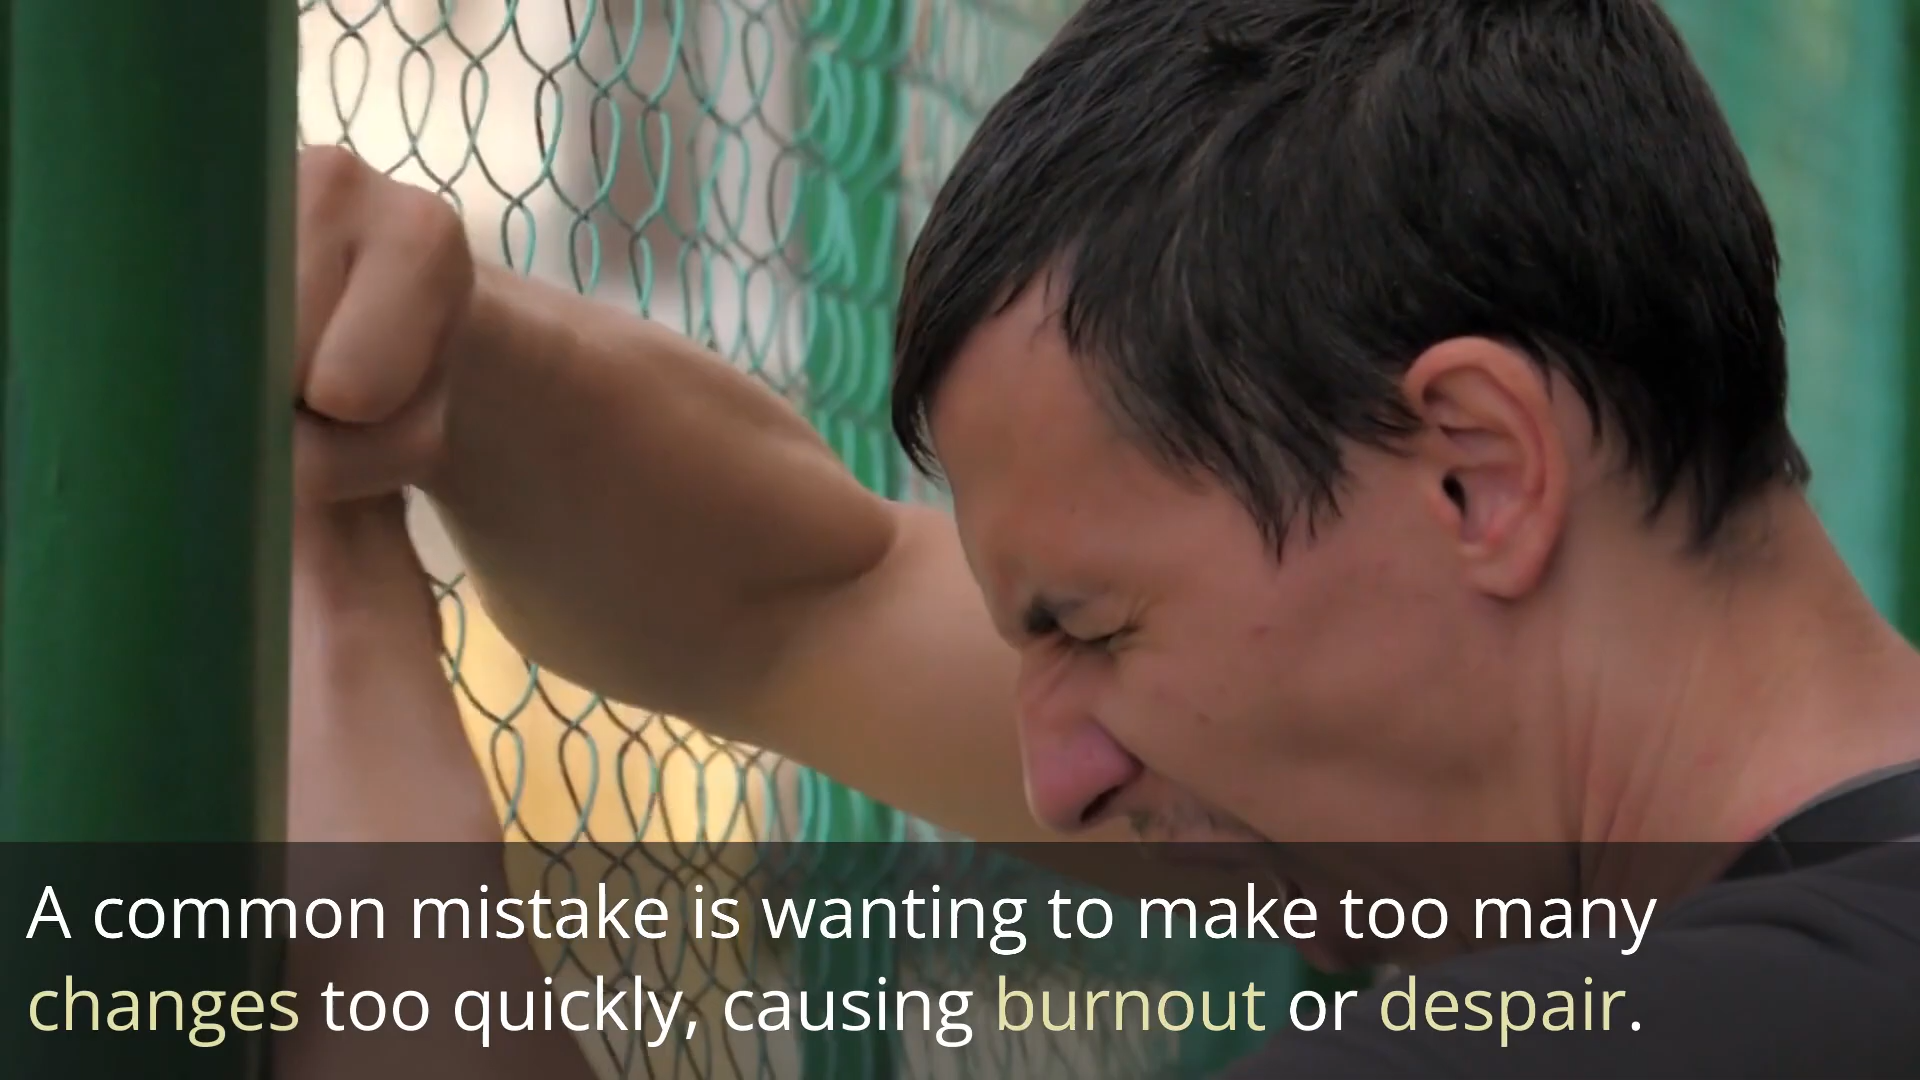 A common mistake is wanting to make too many
changes too quickly, causing burnout or despair.